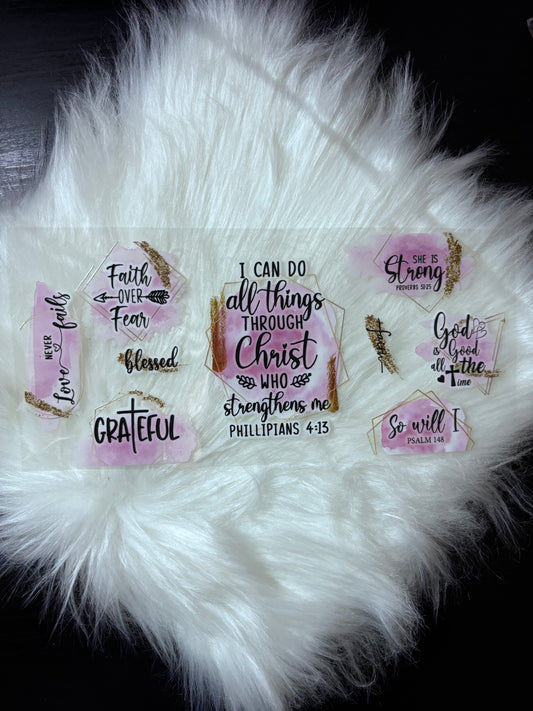 NEVER
Love fails
Faith
OVER
Fear
blessed
GRATEFUL
I CAN DO
all things
THROUGH
Christ
WHO
strengthens me
PHILLIPIANS 4:13
SHE IS
Strong
PROVERBS 31:25
God
is Good
all the
time
So will I
PSALM 148